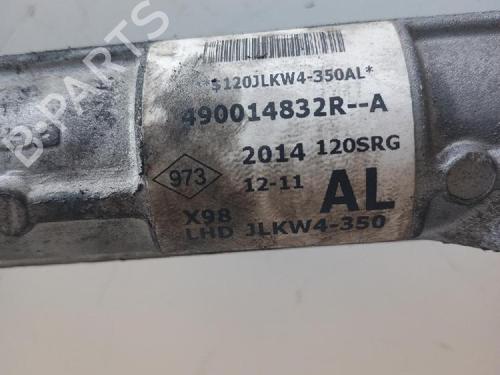 *$120JLKW4-350AL*
490014832R--A
2014 120SRG
973 12-11 AL
X98
LHD JLKW4-350
B-PARTS